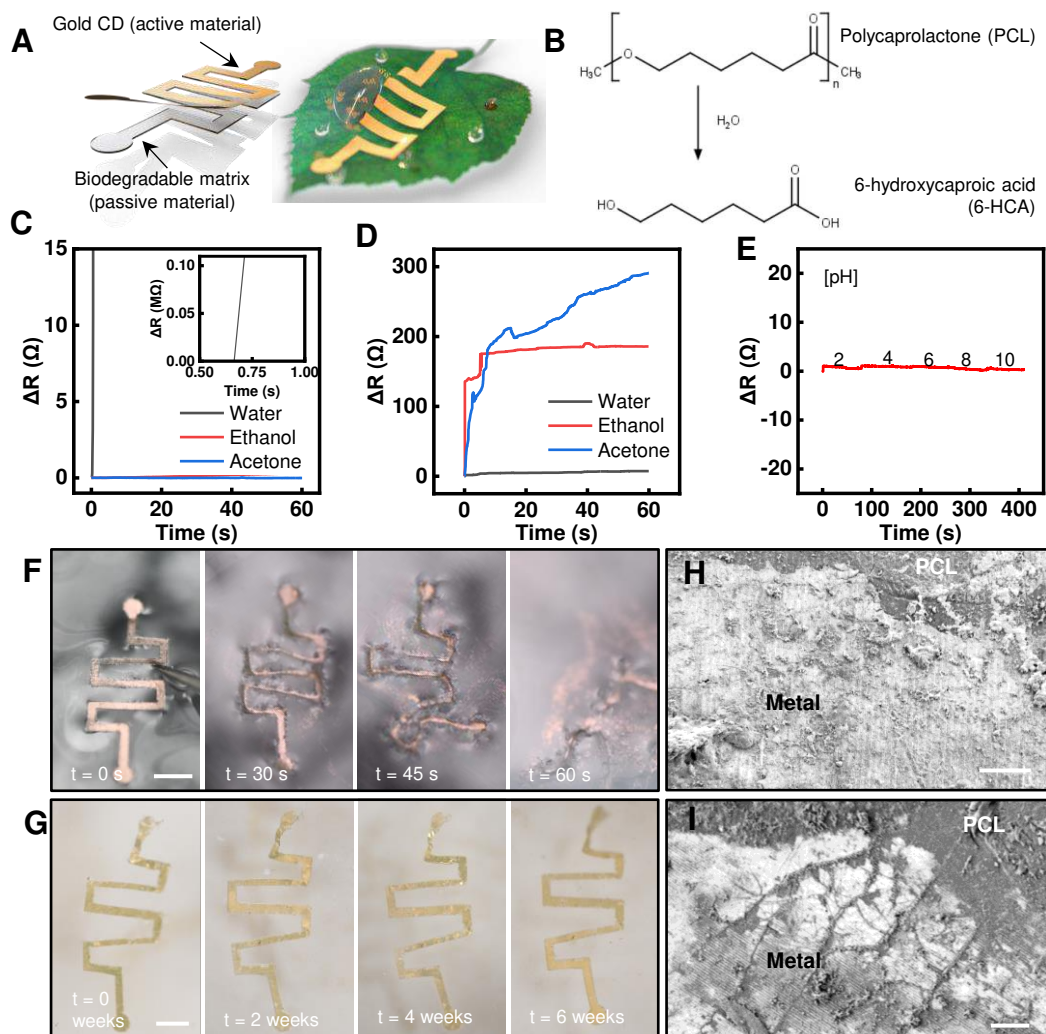 A
Gold CD (active material)
Biodegradable matrix
(passive material)
B
O
H₃C
O
CH₃
n
Polycaprolactone (PCL)
H₂O
HO
O
OH
6-hydroxycaproic acid
(6-HCA)
C
15
10
5
0
ΔR (Ω)
0 20 40 60
Time (s)
0.10
0.05
0.00
ΔR (MΩ)
0.50 0.75 1.00
Time (s)
Water
Ethanol
Acetone
D
300
200
100
0
ΔR (Ω)
Water
Ethanol
Acetone
0 20 40 60
Time (s)
E
20
10
0
-10
-20
ΔR (Ω)
[pH]
2 4 6 8 10
0 100 200 300 400
Time (s)
F
t = 0 s
t = 30 s
t = 45 s
t = 60 s
G
t = 0
weeks
t = 2 weeks
t = 4 weeks
t = 6 weeks
H
PCL
Metal
I
PCL
Metal